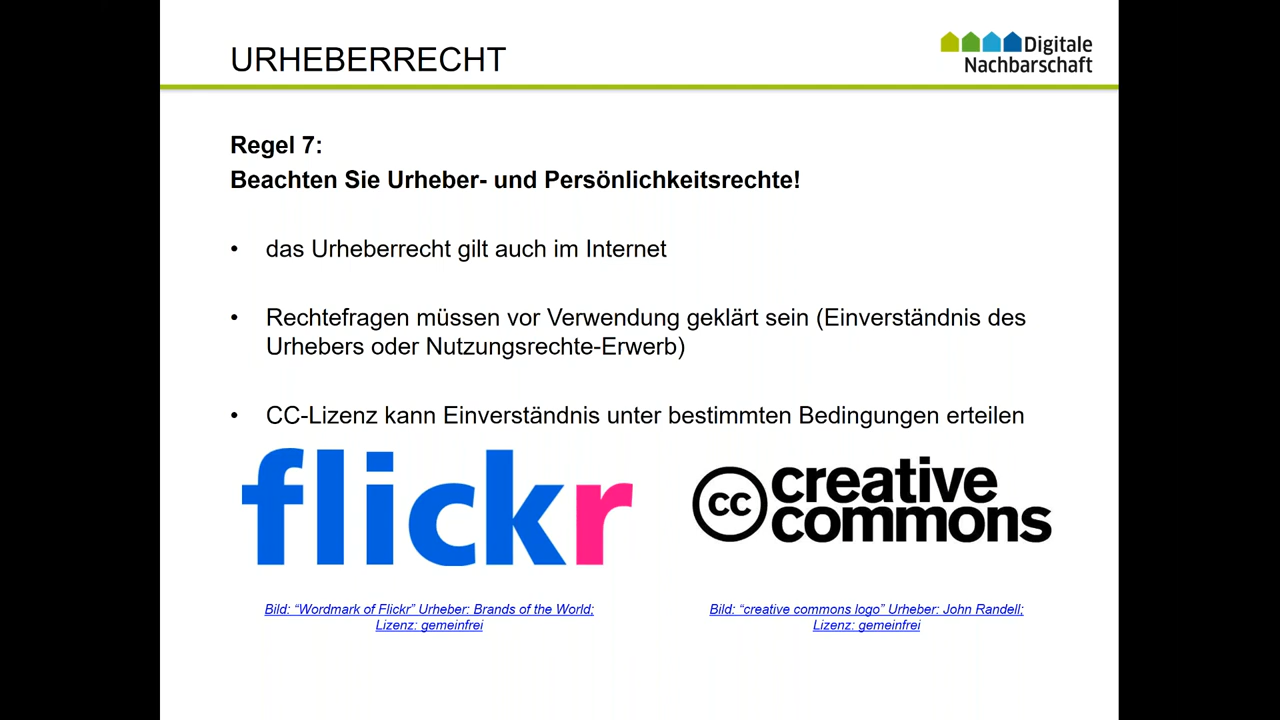 URHEBERRECHT
Digitale
Nachbarschaft
Regel 7:
Beachten Sie Urheber- und Persönlichkeitsrechte!
• das Urheberrecht gilt auch im Internet
• Rechtefragen müssen vor Verwendung geklärt sein (Einverständnis des
Urhebers oder Nutzungsrechte-Erwerb)
• CC-Lizenz kann Einverständnis unter bestimmten Bedingungen erteilen
flickr
cc creative
commons
Bild: “Wordmark of Flickr” Urheber: Brands of the World;
Lizenz: gemeinfrei
Bild: “creative commons logo” Urheber: John Randell;
Lizenz: gemeinfrei